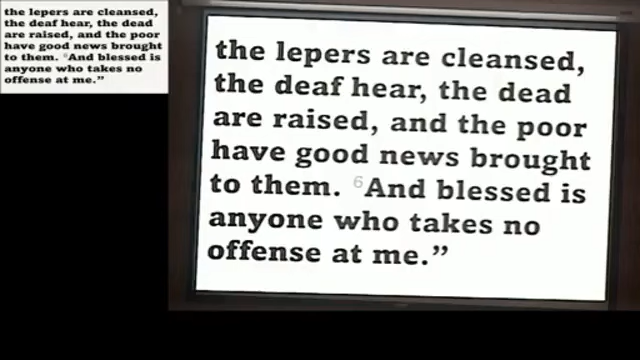 the lepers are cleansed,
the deaf hear, the dead
are raised, and the poor
have good news brought
to them. 6And blessed is
anyone who takes no
offense at me.”
the lepers are cleansed,
the deaf hear, the dead
are raised, and the poor
have good news brought
to them. 6And blessed is
anyone who takes no
offense at me.”